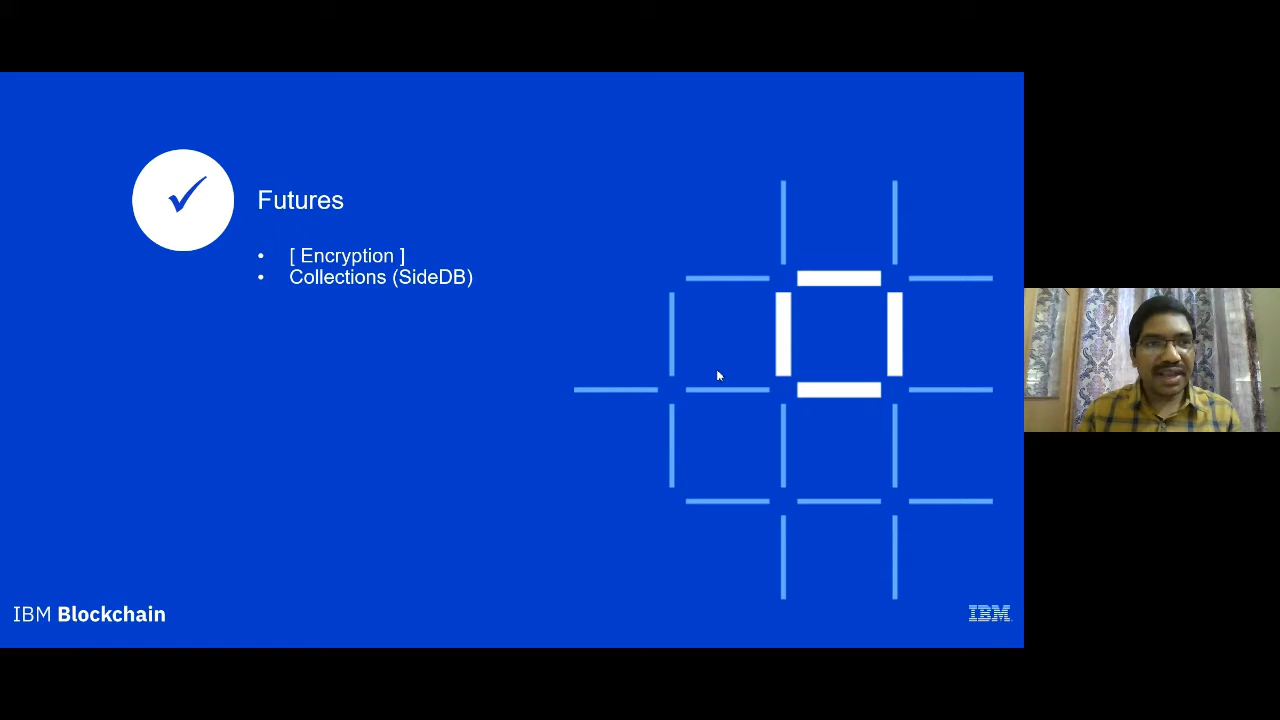 Futures
• [ Encryption ]
• Collections (SideDB)
IBM Blockchain
IBM